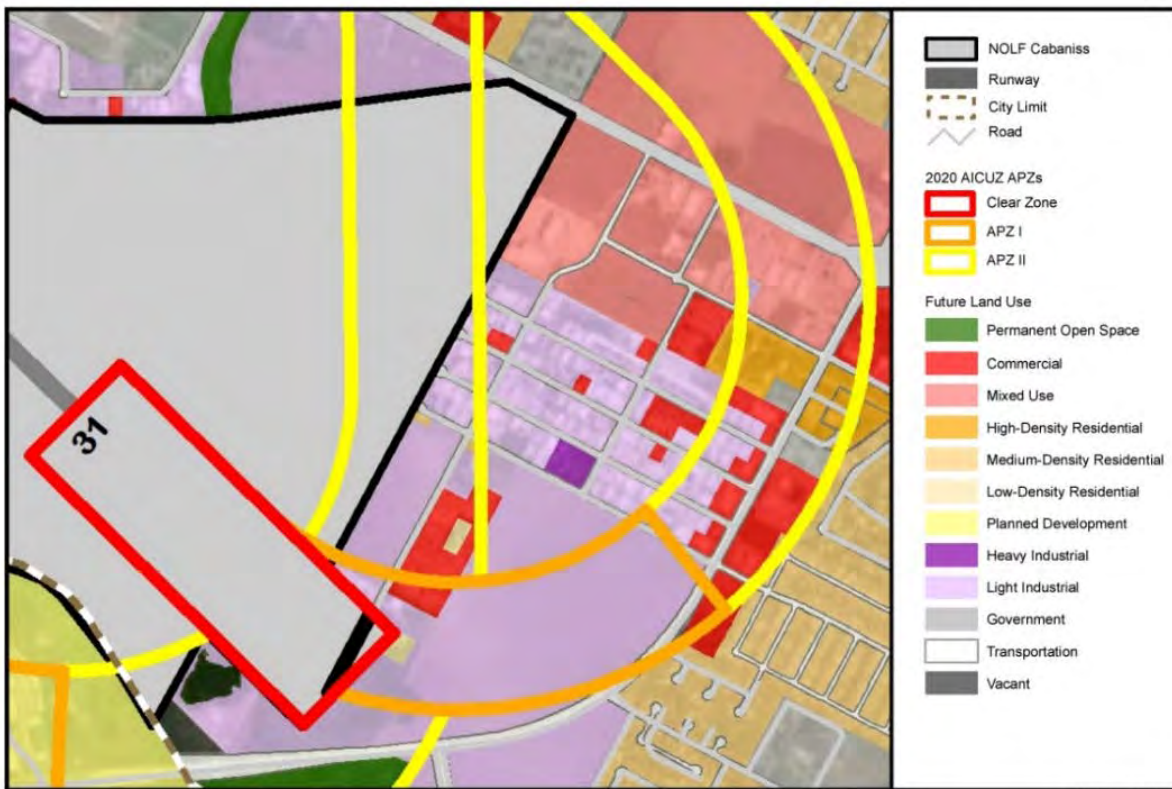 31
NOLF Cabaniss
Runway
City Limit
Road
2020 AICUZ APZs
Clear Zone
APZ I
APZ II
Future Land Use
Permanent Open Space
Commercial
Mixed Use
High-Density Residential
Medium-Density Residential
Low-Density Residential
Planned Development
Heavy Industrial
Light Industrial
Government
Transportation
Vacant